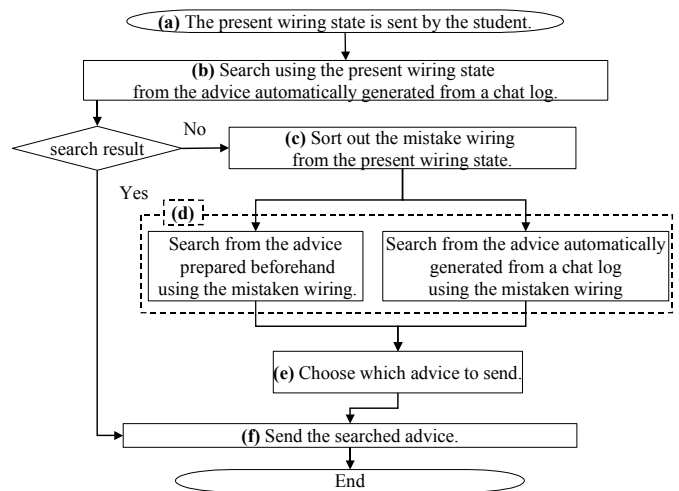 (a) The present wiring state is sent by the student.
(b) Search using the present wiring state
from the advice automatically generated from a chat log.
search result
No
(c) Sort out the mistake wiring
from the present wiring state.
Yes
(d)
Search from the advice
prepared beforehand
using the mistaken wiring.
Search from the advice automatically
generated from a chat log
using the mistaken wiring
(e) Choose which advice to send.
(f) Send the searched advice.
End